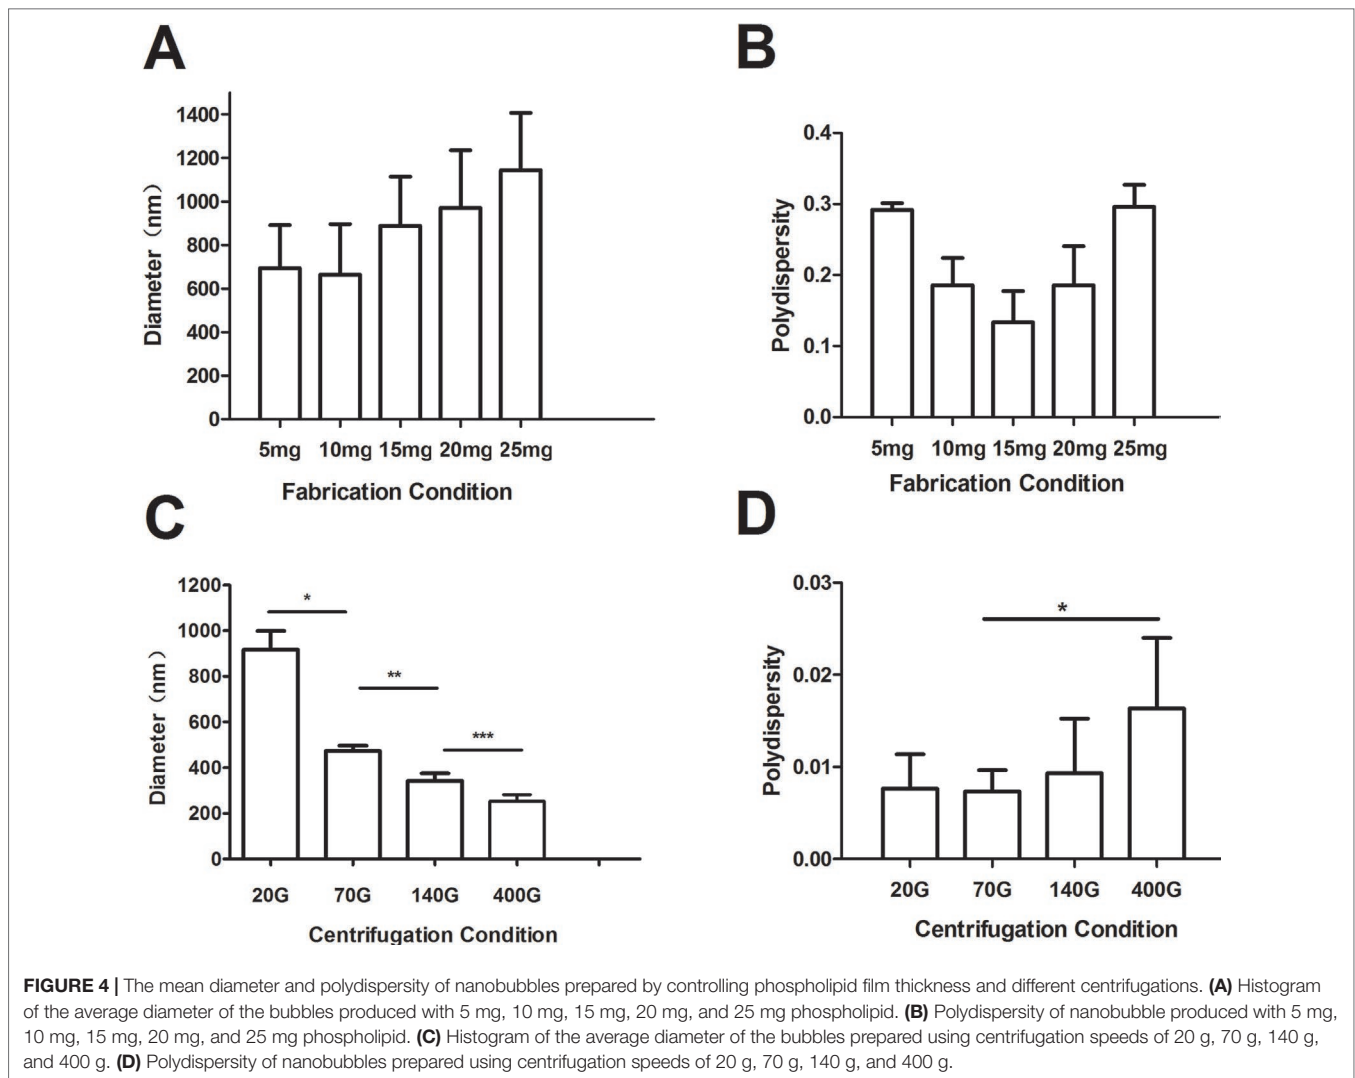 A
1400
1200
1000
800
600
400
200
0
Diameter (nm)
5mg 10mg 15mg 20mg 25mg
Fabrication Condition
B
0.4
0.3
0.2
0.1
0.0
Polydispersity
5mg 10mg 15mg 20mg 25mg
Fabrication Condition
C
1200
1000
800
600
400
200
0
Diameter (nm)
*
**
***
20G 70G 140G 400G
Centrifugation Condition
D
0.03
0.02
0.01
0.00
Polydispersity
*
20G 70G 140G 400G
Centrifugation Condition
FIGURE 4 | The mean diameter and polydispersity of nanobubbles prepared by controlling phospholipid film thickness and different centrifugations. (A) Histogram
of the average diameter of the bubbles produced with 5 mg, 10 mg, 15 mg, 20 mg, and 25 mg phospholipid. (B) Polydispersity of nanobubble produced with 5 mg,
10 mg, 15 mg, 20 mg, and 25 mg phospholipid. (C) Histogram of the average diameter of the bubbles prepared using centrifugation speeds of 20 g, 70 g, 140 g,
and 400 g. (D) Polydispersity of nanobubbles prepared using centrifugation speeds of 20 g, 70 g, 140 g, and 400 g.